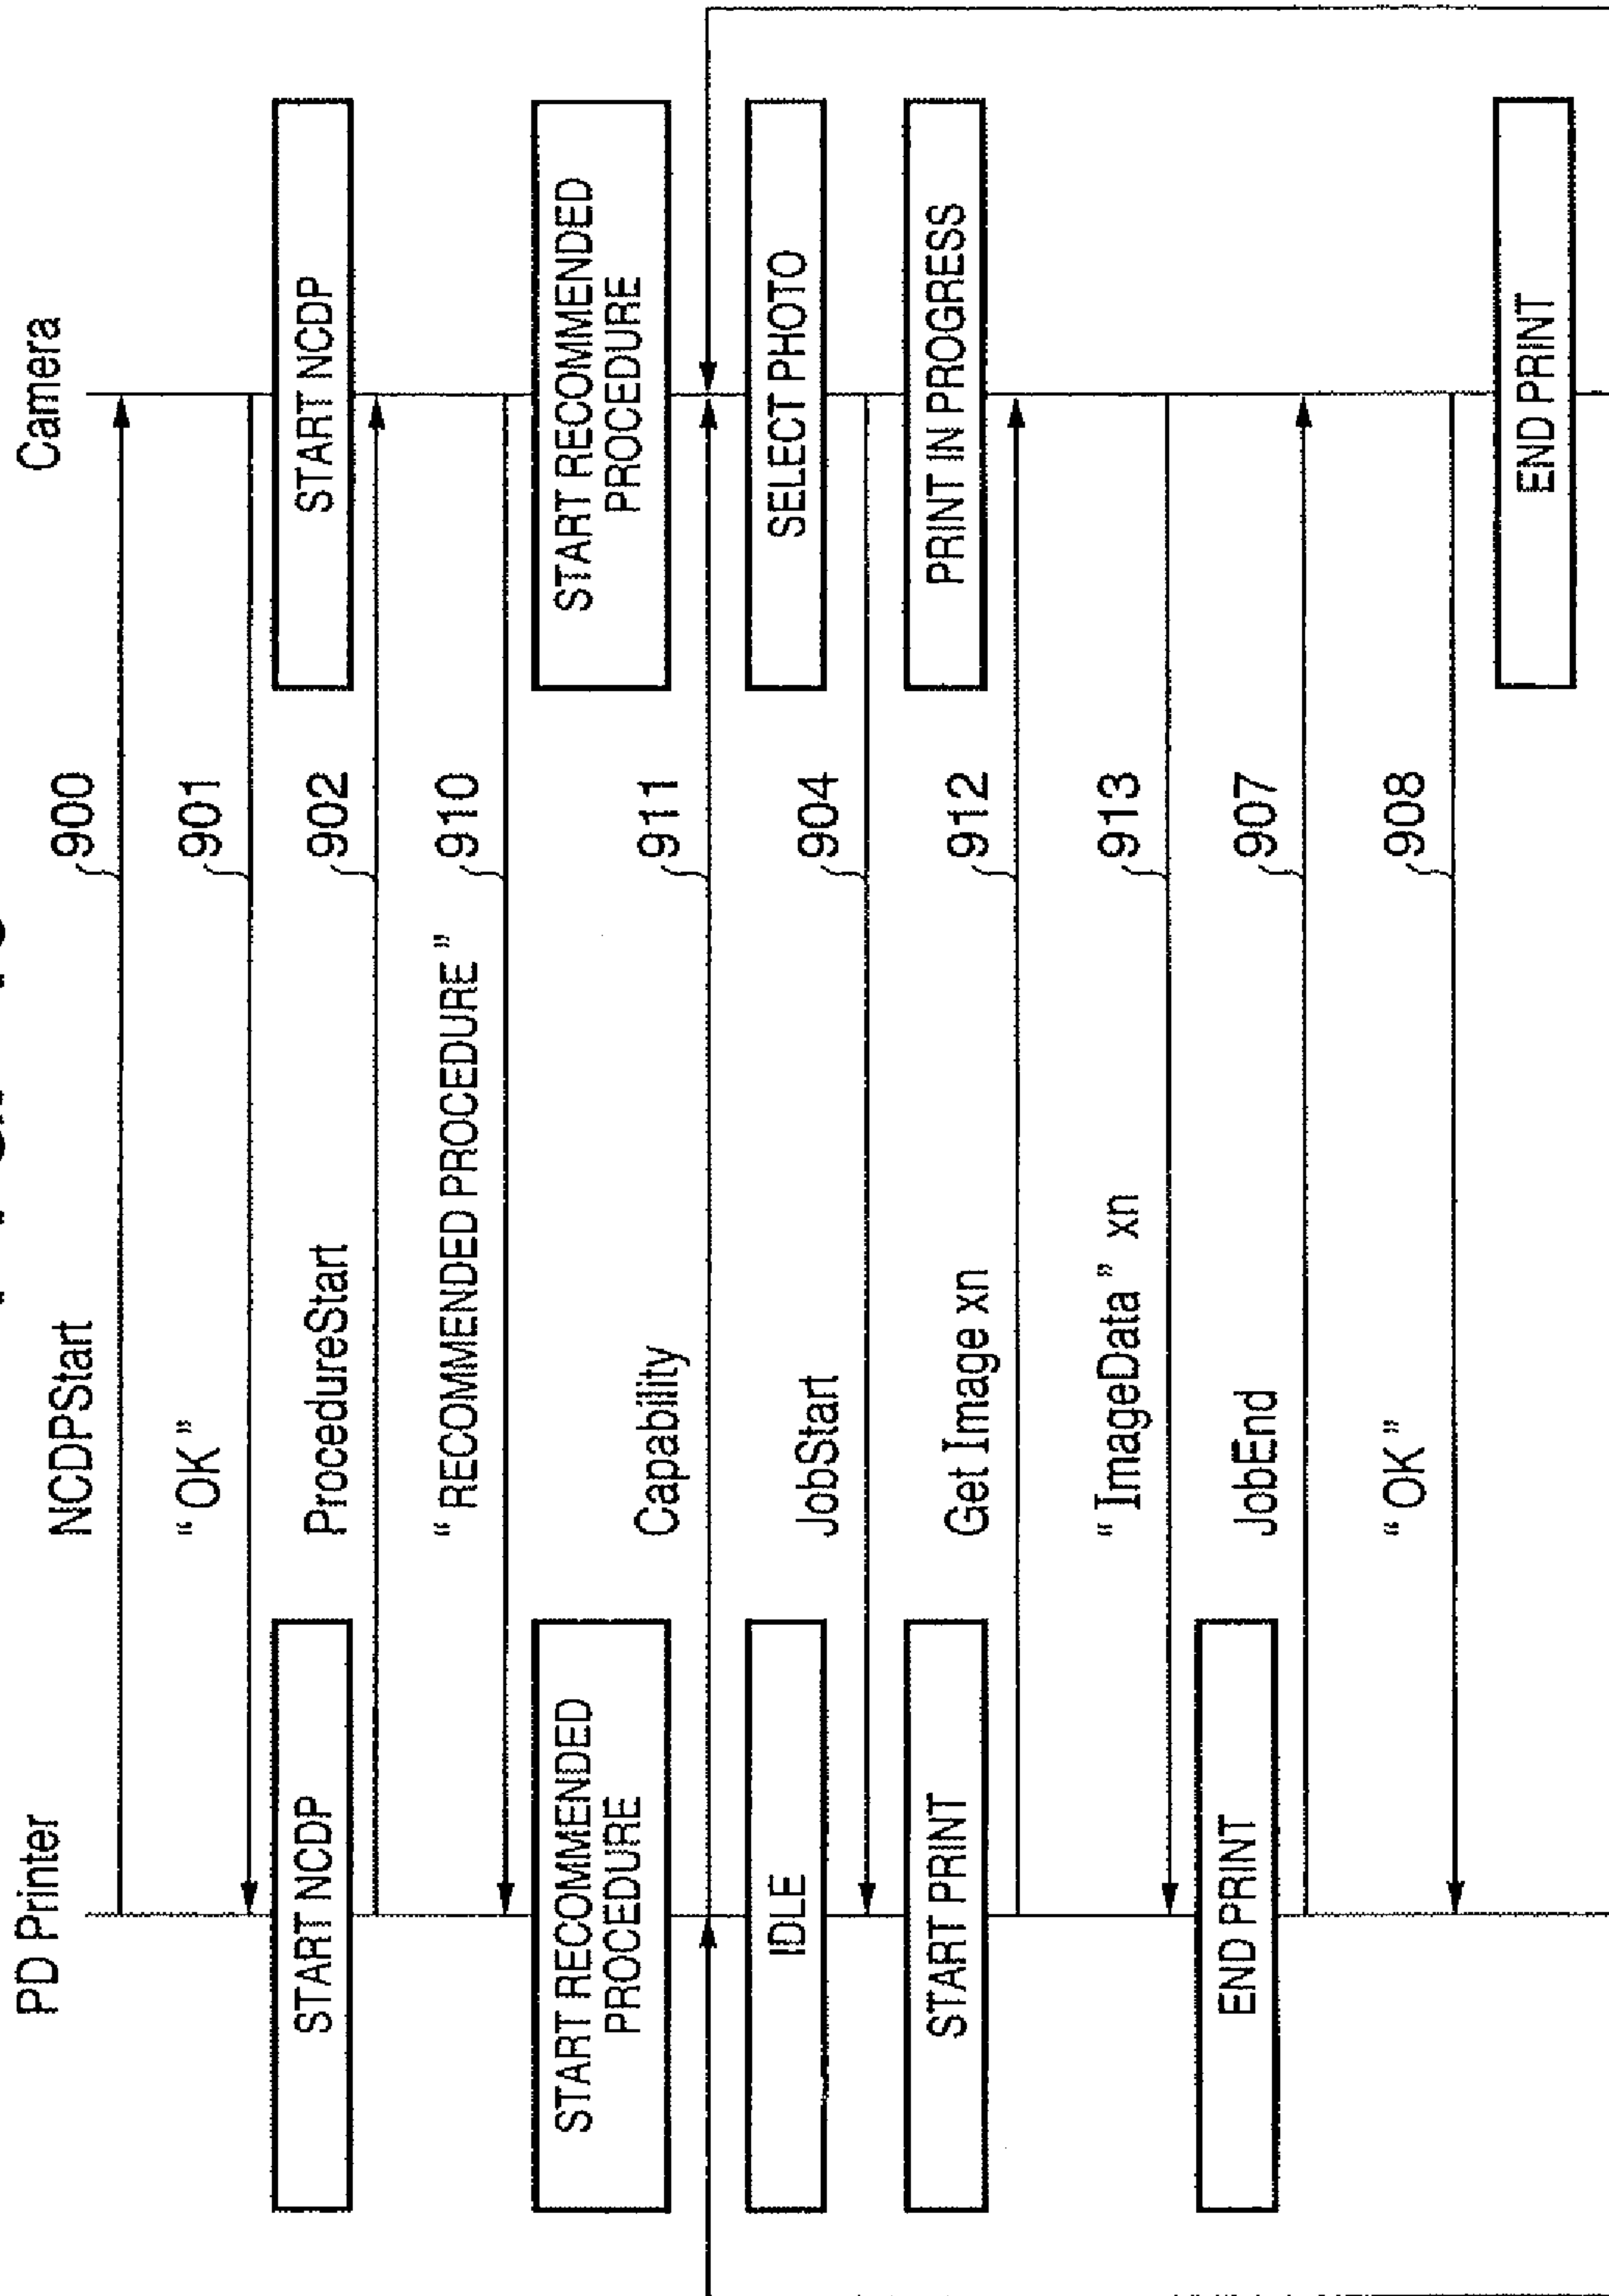 PD Printer
Camera
NCDPStart
900
"OK"
901
START NCDP
START NCDP
ProcedureStart
902
"RECOMMENDED PROCEDURE"
910
START RECOMMENDED
PROCEDURE
START RECOMMENDED
PROCEDURE
Capability
911
IDLE
SELECT PHOTO
JobStart
904
START PRINT
PRINT IN PROGRESS
Get Image xn
912
"ImageData" xn
913
END PRINT
JobEnd
907
"OK"
908
END PRINT